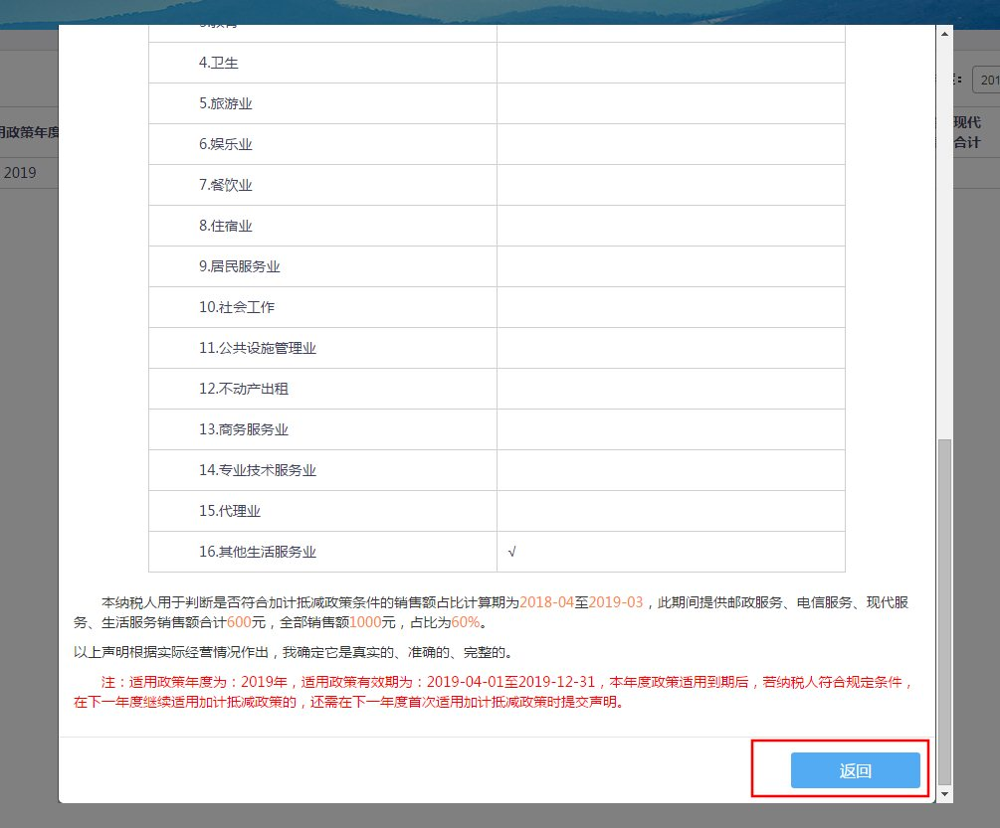 4.卫生
5.旅游业
6.娱乐业
7.餐饮业
8.住宿业
9.居民服务业
10.社会工作
11.公共设施管理业
12.不动产出租
13.商务服务业
14.专业技术服务业
15.代理业
16.其他生活服务业 √
本纳税人用于判断是否符合加计抵减政策条件的销售额占比计算期为2018-04至2019-03，此期间提供邮政服务、电信服务、现代服
务、生活服务销售额合计600元，全部销售额1000元，占比为60%。
以上声明根据实际经营情况作出，我确定它是真实的、准确的、完整的。
注：适用政策年度为：2019年，适用政策有效期为：2019-04-01至2019-12-31，本年度政策适用到期后，若纳税人符合规定条件，
在下一年度继续适用加计抵减政策的，还需在下一年度首次适用加计抵减政策时提交声明。
返回
用政策年度
2019
201
现代
合计